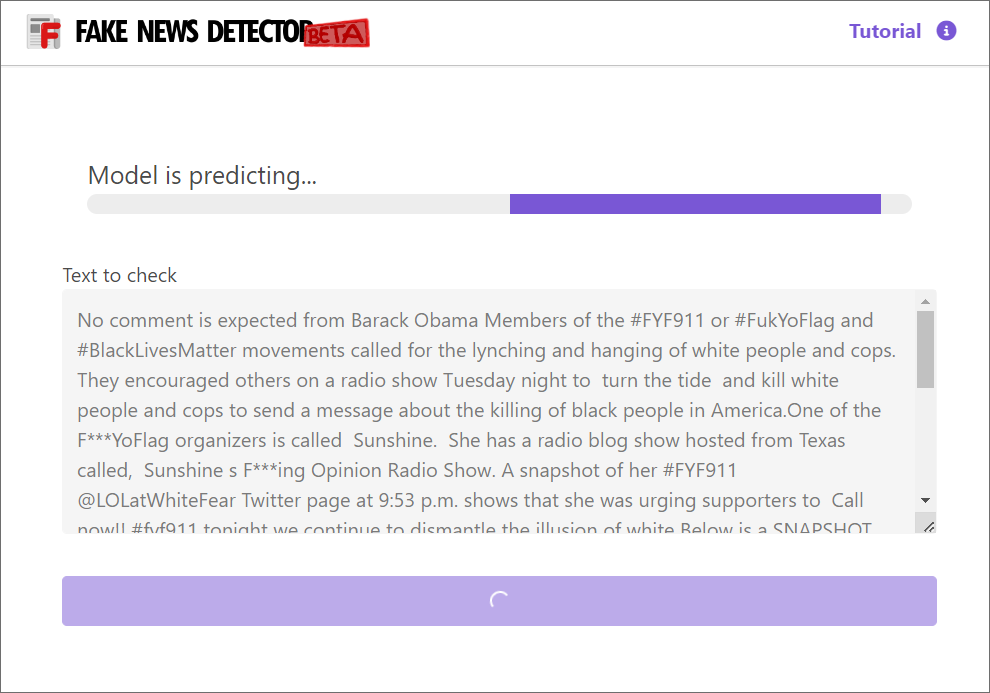 FAKE NEWS DETECTOR BETA
Tutorial
Model is predicting...
Text to check
No comment is expected from Barack Obama Members of the #FYF911 or #FukYoFlag and
#BlackLivesMatter movements called for the lynching and hanging of white people and cops.
They encouraged others on a radio show Tuesday night to  turn the tide  and kill white
people and cops to send a message about the killing of black people in America.One of the
F***YoFlag organizers is called  Sunshine.  She has a radio blog show hosted from Texas
called,  Sunshine s F***ing Opinion Radio Show. A snapshot of her #FYF911
@LOLatWhiteFear Twitter page at 9:53 p.m. shows that she was urging supporters to  Call
now!! #fyf911 tonight we continue to dismantle the illusion of white Below is a SNAPSHOT